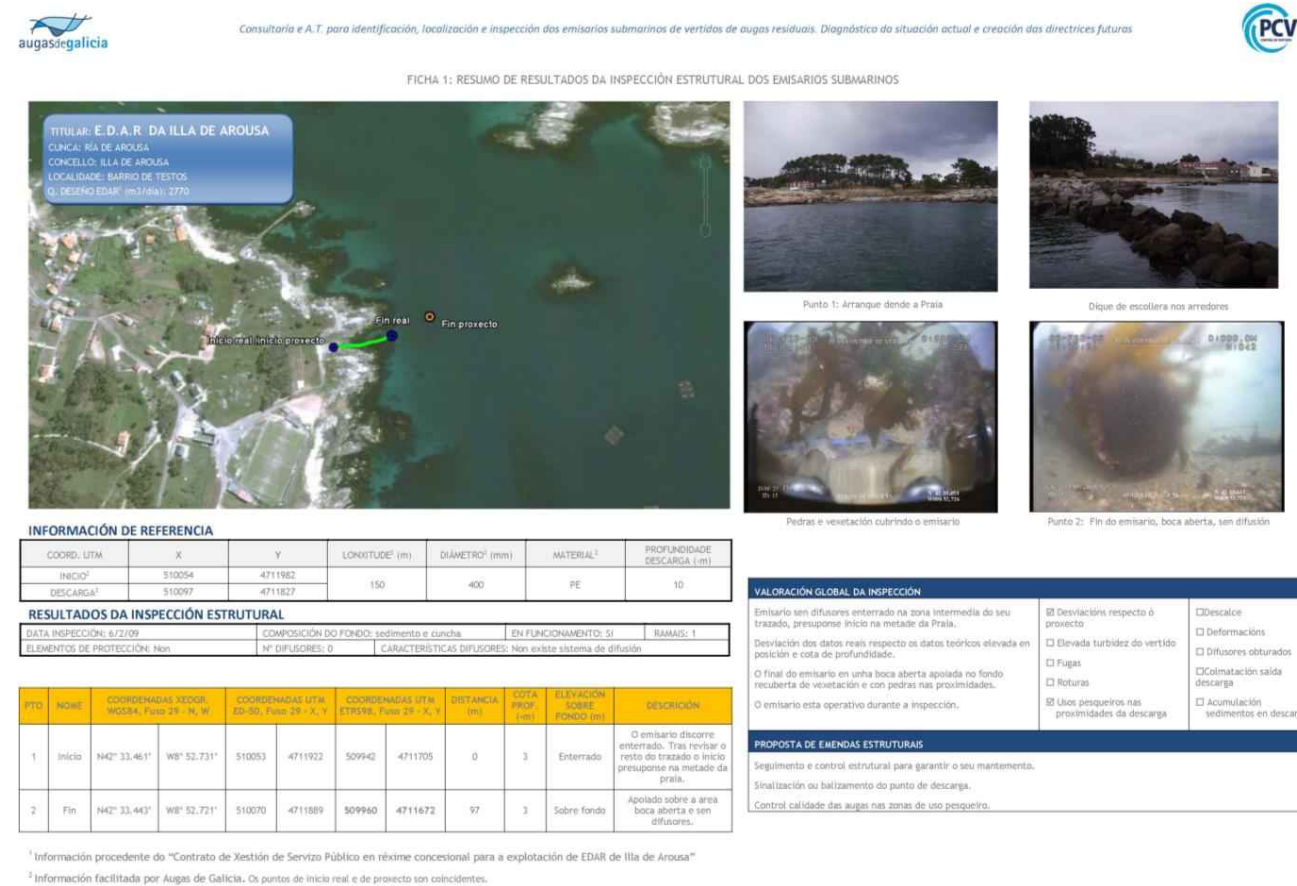 augasdegalicia
Consultoría e A.T. para identificación, localización e inspección dos emisarios submarinos de vertidos de augas residuais. Diagnóstico da situación actual e creación das directrices futuras
PCV
FICHA 1: RESUMO DE RESULTADOS DA INSPECCIÓN ESTRUTURAL DOS EMISARIOS SUBMARINOS
TITULAR: E.D.A.R DA ILLA DE AROUSA
CUNCA: RÍA DE AROUSA
CONCELLO: ILLA DE AROUSA
LOCALIDADE: BARRIO DE TESTOS
Q. DESEÑO EDAR¹ (m3/día): 2770
Inicio real
Inicio proxecto
Fin real
Fin proxecto
Punto 1: Arranque dende a Praia
Dique de escollera nos arredores
Pedras e vexetación cubrindo o emisario
Punto 2: Fin do emisario, boca aberta, sen difusión
INFORMACIÓN DE REFERENCIA
COORD. UTM X Y LONXITUDE² (m) DIÁMETRO² (mm) MATERIAL² PROFUNDIDADE DESCARGA (-m)
INICIO² 510054 4711982 150 400 PE 10
DESCARGA² 510097 4711827
RESULTADOS DA INSPECCIÓN ESTRUTURAL
DATA INSPECCIÓN: 6/2/09 COMPOSICIÓN DO FONDO: sedimento e cuncha EN FUNCIONAMENTO: Si RAMAIS: 1
ELEMENTOS DE PROTECCIÓN: Non Nº DIFUSORES: 0 CARACTERÍSTICAS DIFUSORES: Non existe sistema de difusión
PTO NOME COORDENADAS XEOGR. WGS84, Fuso 29 - N, W COORDENADAS UTM ED-50, Fuso 29 - X, Y COORDENADAS UTM ETRS98, Fuso 29 - X, Y DISTANCIA (m) COTA PROF. (-m) ELEVACIÓN SOBRE FONDO (m) DESCRICIÓN
1 Inicio N42° 33.461' W8° 52.731' 510053 4711922 509942 4711705 0 3 Enterrado O emisario discorre enterrado. Tras revisar o resto do trazado o inicio presuponse na metade da praia.
2 Fin N42° 33.443' W8° 52.721' 510070 4711889 509960 4711672 97 3 Sobre fondo Apoiado sobre a area boca aberta e sen difusores.
¹ Información procedente do "Contrato de Xestión de Servizo Público en réxime concesional para a explotación de EDAR de Illa de Arousa"
² Información facilitada por Augas de Galicia. Os puntos de inicio real e de proxecto son coincidentes.
VALORACIÓN GLOBAL DA INSPECCIÓN
Emisario sen difusores enterrado na zona intermedia do seu
trazado, presuponse inicio na metade da Praia.
Desviación dos datos reais respecto os datos teóricos elevada en
posición e cota de profundidade.
O final do emisario en unha boca aberta apoiada no fondo
recuberta de vexetación e con pedras nas proximidades.
O emisario esta operativo durante a inspección.
☑ Desviacións respecto ó
proxecto
☐ Elevada turbidez do vertido
☐ Fugas
☐ Roturas
☑ Usos pesqueiros nas
proximidades da descarga
☐Descalce
☐ Deformacións
☐ Difusores obturados
☐Colmatación saída
descarga
☐ Acumulación
sedimentos en descar
PROPOSTA DE EMENDAS ESTRUTURAIS
Seguimento e control estrutural para garantir o seu mantemento.
Sinalización ou balizamento do punto de descarga.
Control calidade das augas nas zonas de uso pesqueiro.